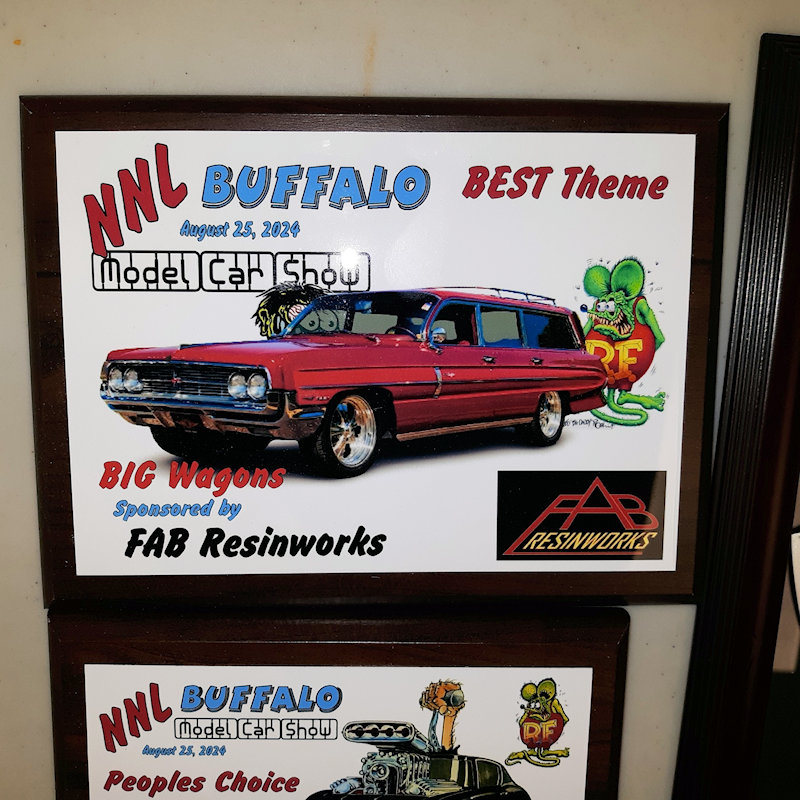 NNL BUFFALO
August 25, 2024
Model Car Show
BEST Theme
RF
BIG Wagons
Sponsored by
FAB Resinworks
FAB
RESINWORKS
NNL BUFFALO
Model Car Show
August 25, 2024
Peoples Choice
RF